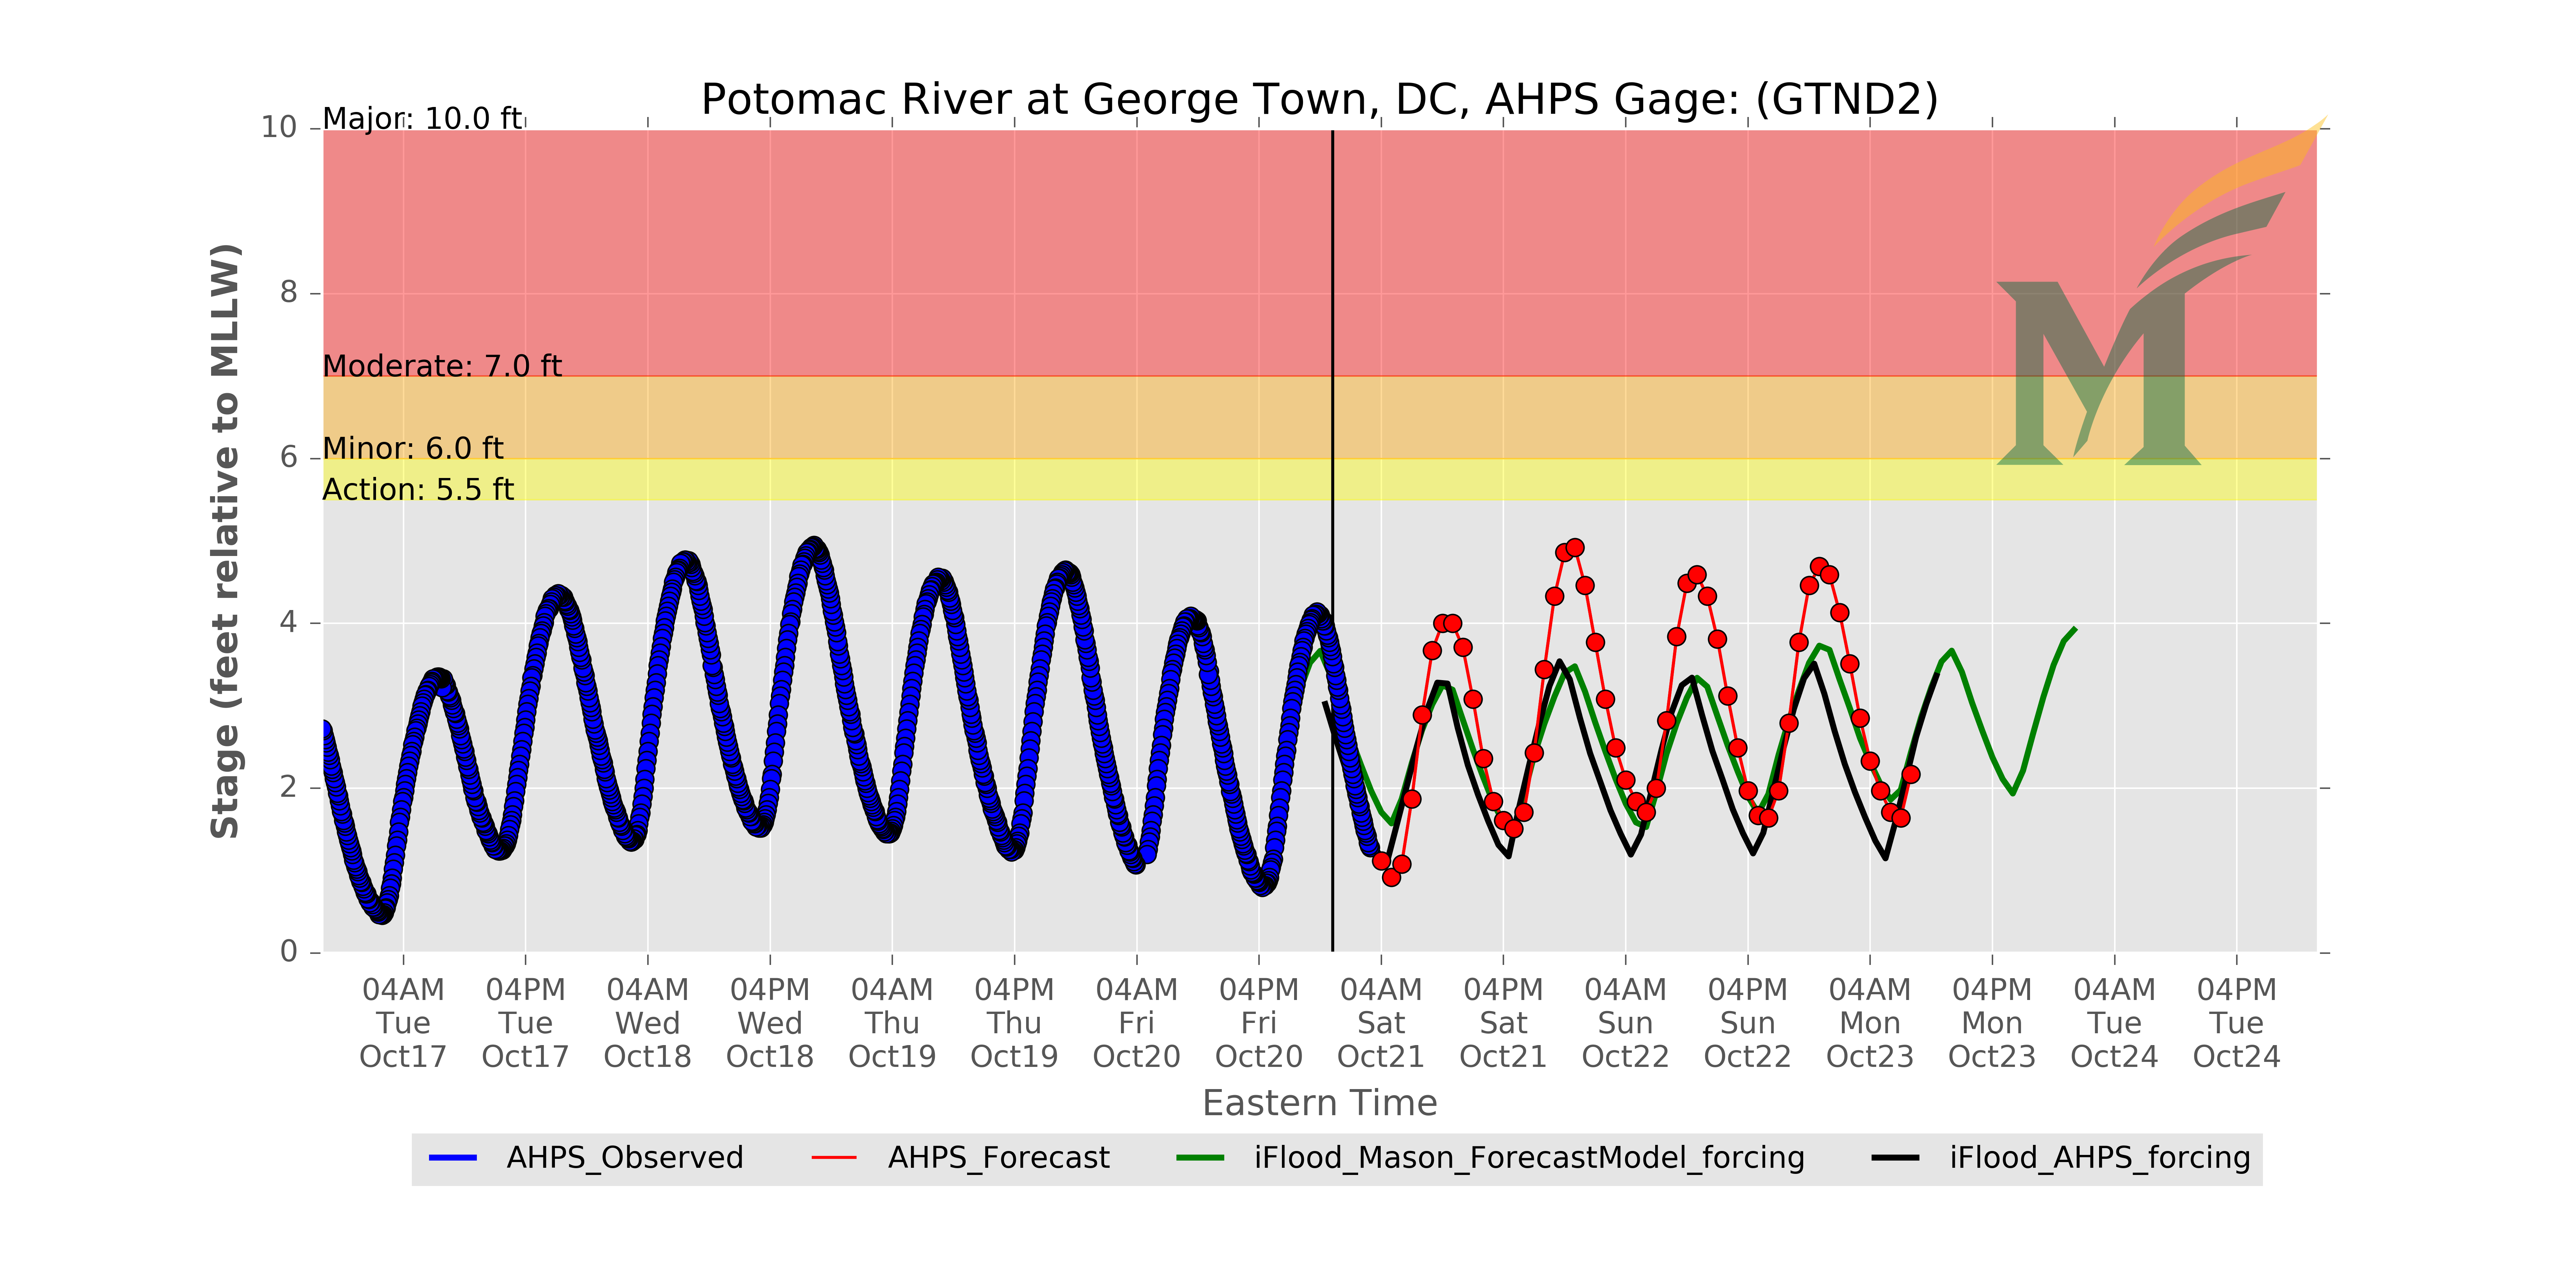 Potomac River at George Town, DC, AHPS Gage: (GTND2)
Major: 10.0 ft
Moderate: 7.0 ft
Minor: 6.0 ft
Action: 5.5 ft
Stage (feet relative to MLLW)
10
8
6
4
2
0
04AM 04PM 04AM 04PM 04AM 04PM 04AM 04PM 04AM 04PM 04AM 04PM 04AM 04PM 04AM 04PM
Tue Tue Wed Wed Thu Thu Fri Fri Sat Sat Sun Sun Mon Mon Tue Tue
Oct17 Oct17 Oct18 Oct18 Oct19 Oct19 Oct20 Oct20 Oct21 Oct21 Oct22 Oct22 Oct23 Oct23 Oct24 Oct24
Eastern Time
AHPS_Observed AHPS_Forecast iFlood_Mason_ForecastModel_forcing iFlood_AHPS_forcing
M